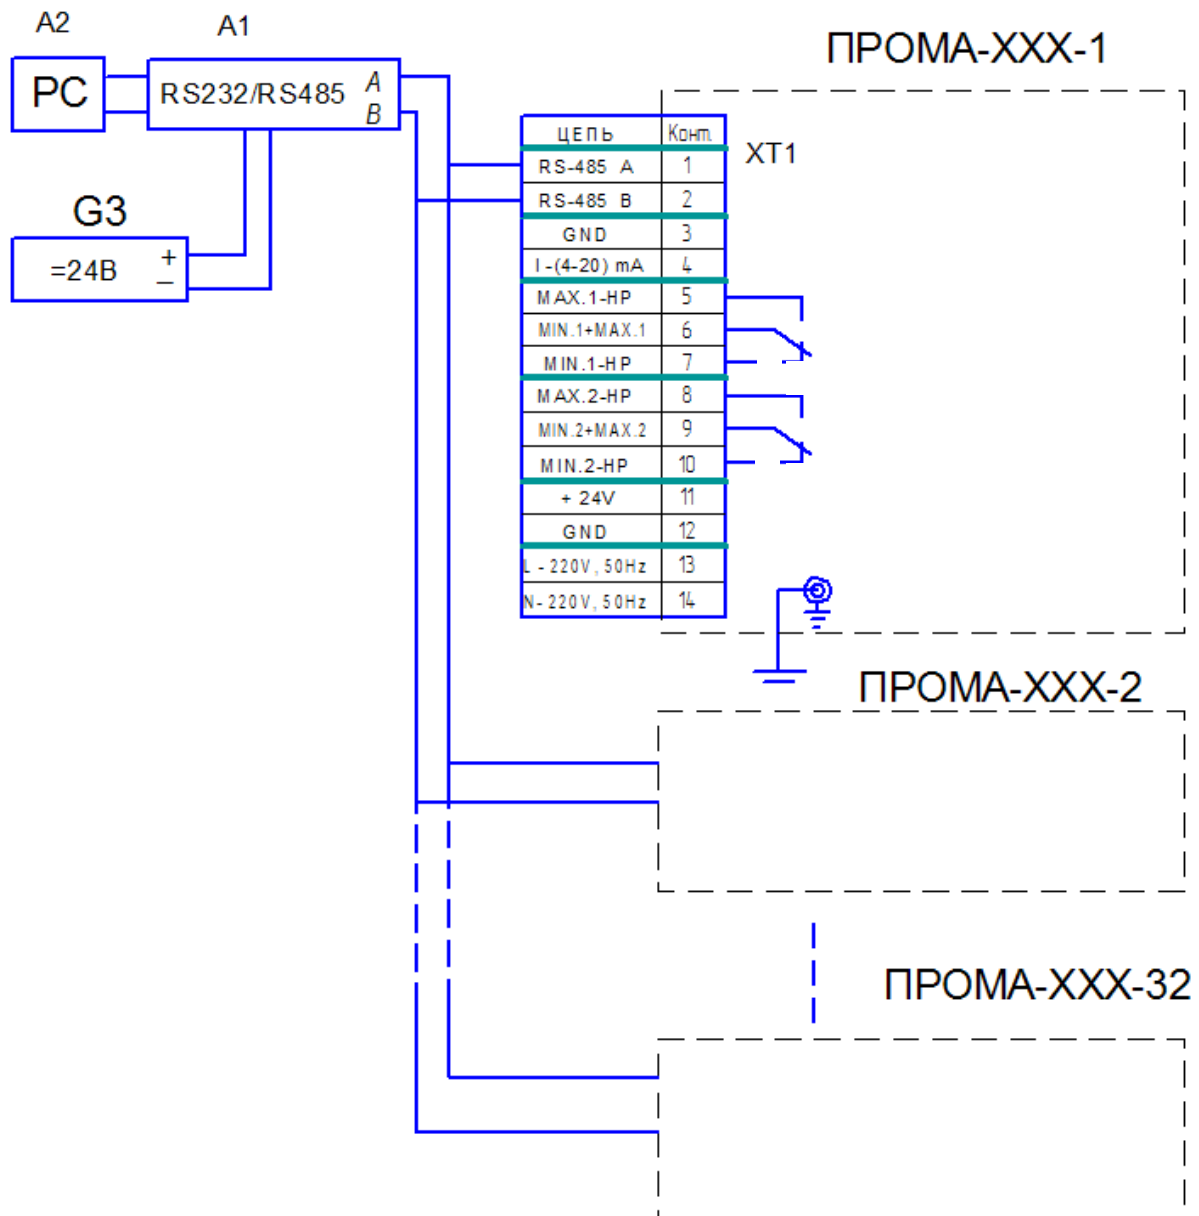 A2
A1
ПРОМА-XXX-1
PC
RS232/RS485
A
B
ЦЕПЬ Конт.
XT1
RS-485 A 1
RS-485 B 2
G3
GND 3
=24В
+
−
I-(4-20) mA 4
MAX.1-HP 5
MIN.1+MAX.1 6
MIN.1-HP 7
MAX.2-HP 8
MIN.2+MAX.2 9
MIN.2-HP 10
+ 24V 11
GND 12
L - 220V, 50Hz 13
N- 220V, 50Hz 14
ПРОМА-XXX-2
ПРОМА-XXX-32